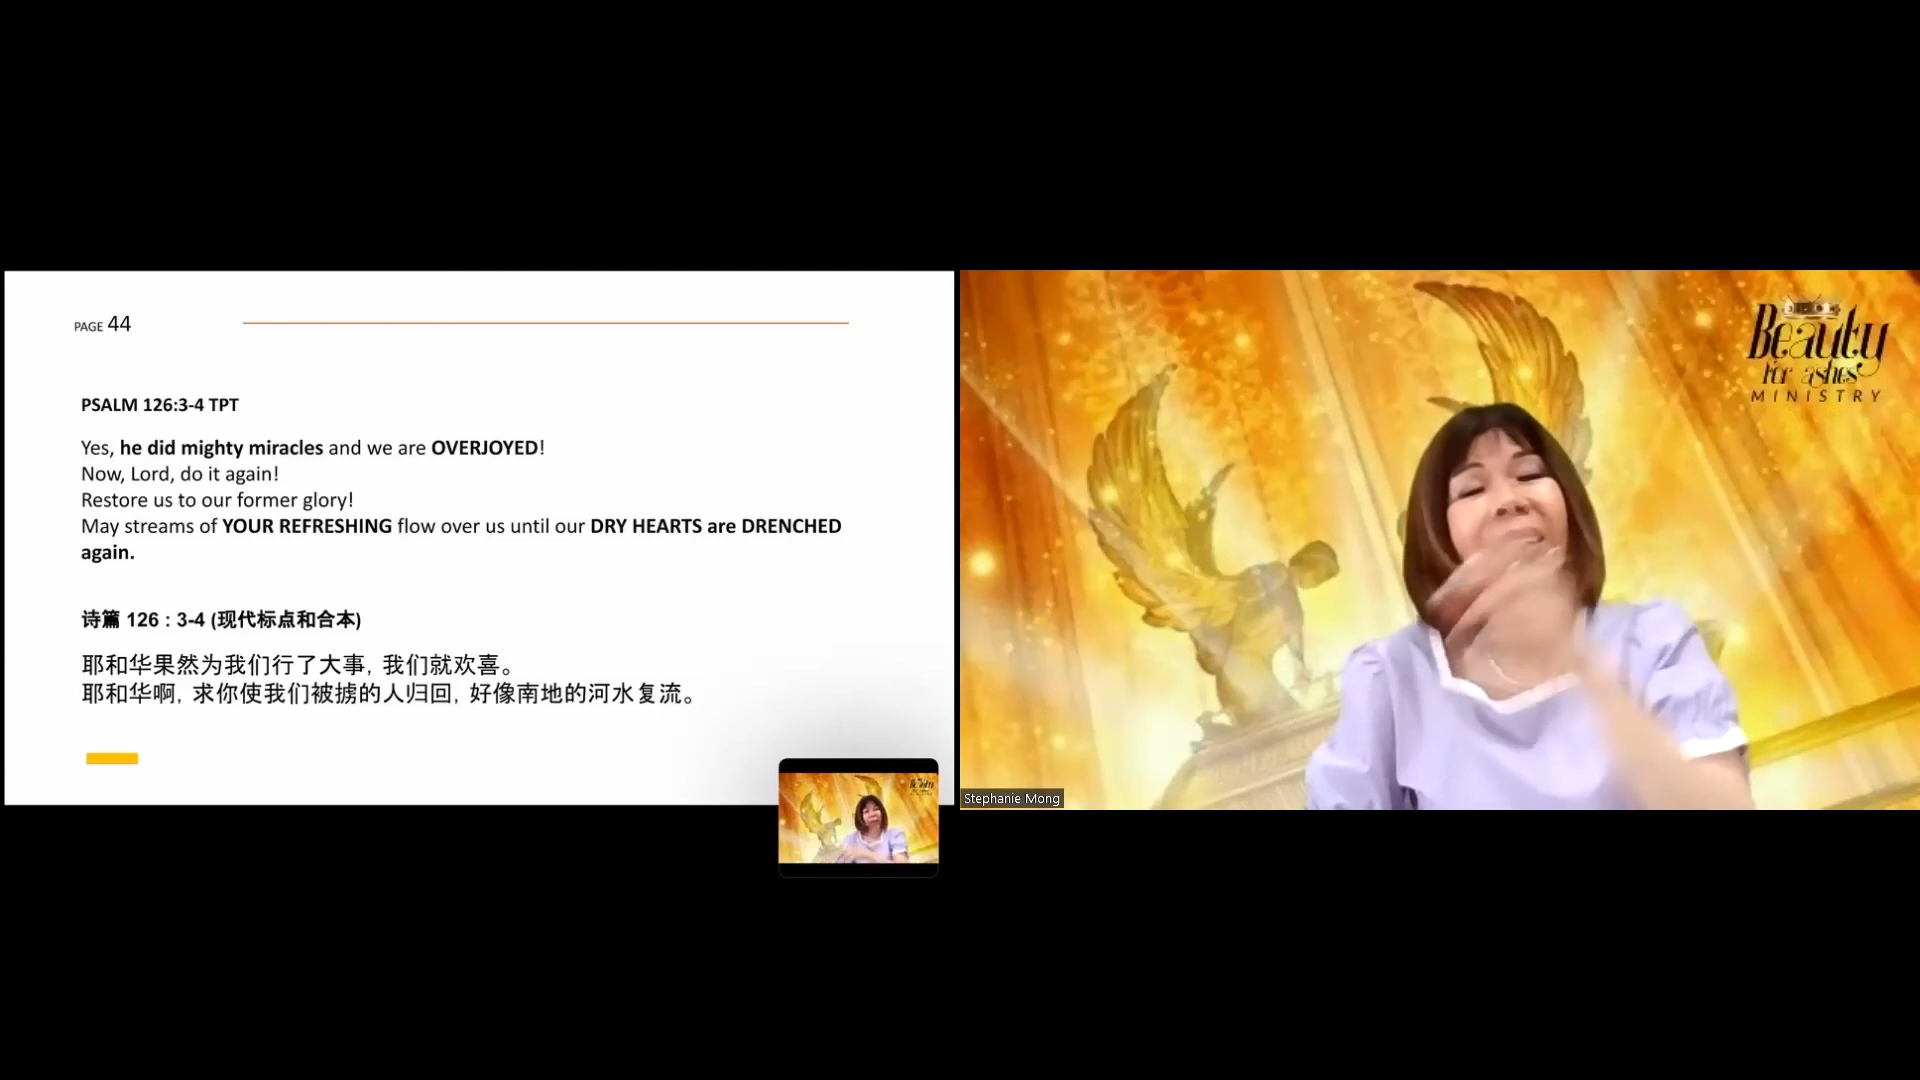 PAGE 44
PSALM 126:3-4 TPT
Yes, he did mighty miracles and we are OVERJOYED!
Now, Lord, do it again!
Restore us to our former glory!
May streams of YOUR REFRESHING flow over us until our DRY HEARTS are DRENCHED
again.
诗篇 126 : 3-4 (现代标点和合本)
耶和华果然为我们行了大事, 我们就欢喜。
耶和华啊, 求你使我们被掳的人归回, 好像南地的河水复流。
Beauty
For ashes
MINISTRY
Stephanie Mong